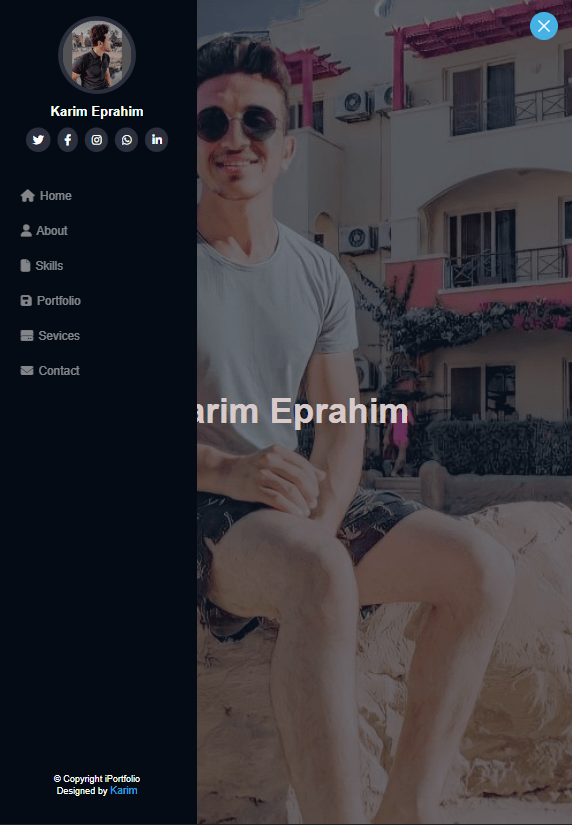 Karim Eprahim
Home
About
Skills
Portfolio
Sevices
Contact
arim Eprahim
© Copyright iPortfolio
Designed by Karim